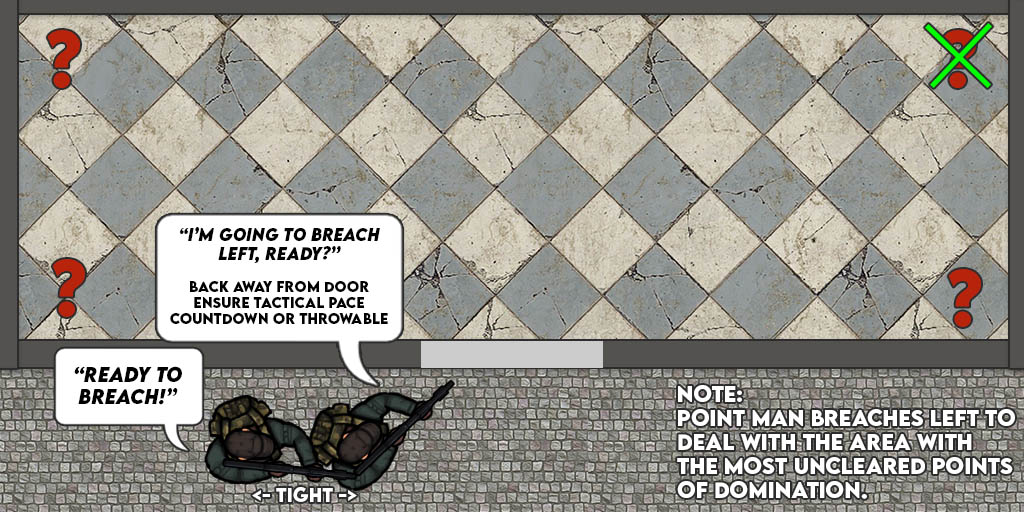 ?
?
“I’M GOING TO BREACH
LEFT, READY?”
BACK AWAY FROM DOOR
ENSURE TACTICAL PACE
COUNTDOWN OR THROWABLE
?
?
“READY TO
BREACH!”
<- TIGHT ->
NOTE:
POINT MAN BREACHES LEFT TO
DEAL WITH THE AREA WITH
THE MOST UNCLEARED POINTS
OF DOMINATION.